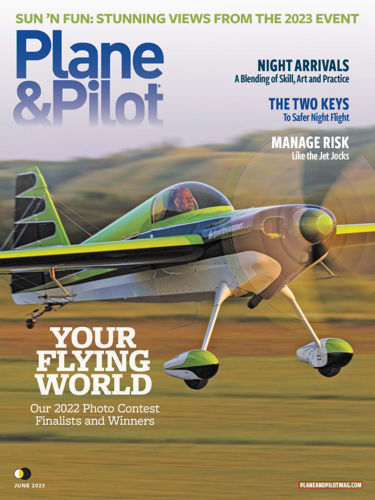 SUN 'N FUN: STUNNING VIEWS FROM THE 2023 EVENT
Plane
&Pilot
NIGHT ARRIVALS
A Blending of Skill, Art and Practice
THE TWO KEYS
To Safer Night Flight
MANAGE RISK
Like the Jet Jocks
YOUR
FLYING
WORLD
Our 2022 Photo Contest
Finalists and Winners
JUNE 2023
PLANEANDPILOTMAG.COM